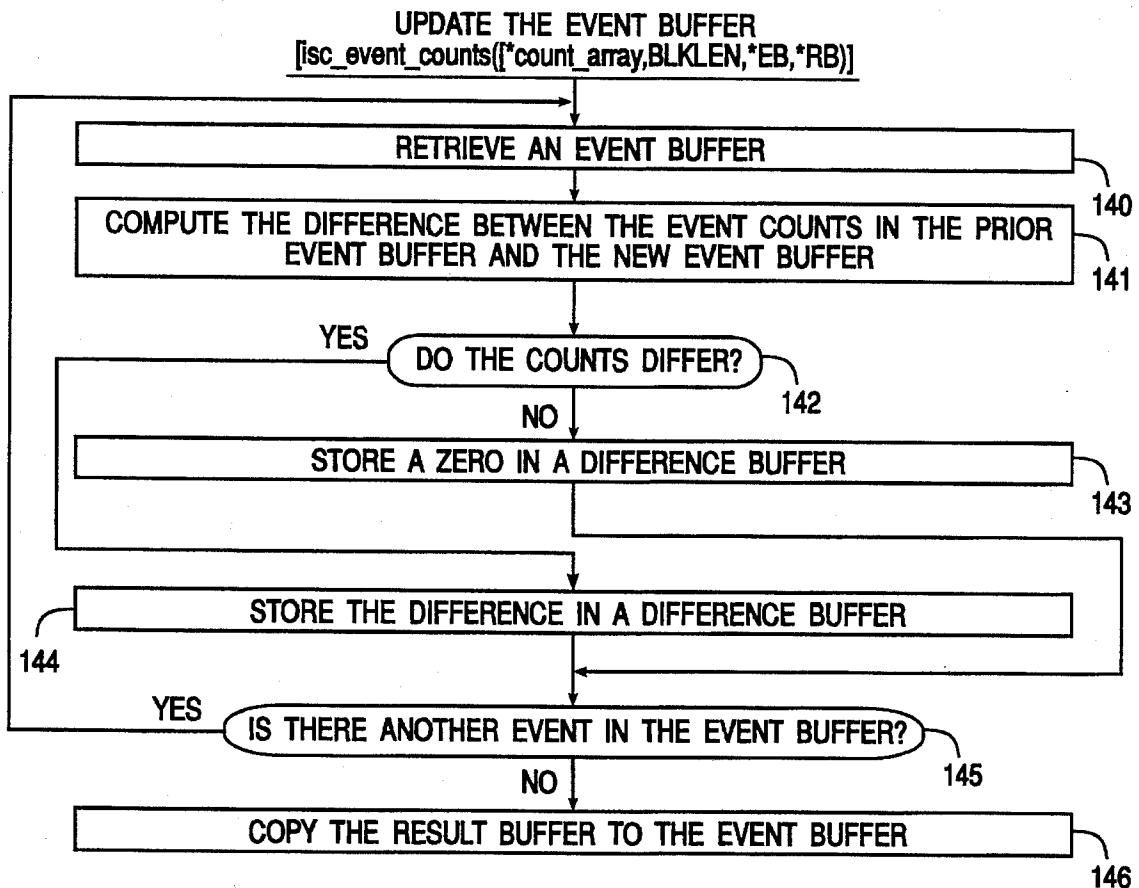 UPDATE THE EVENT BUFFER
[isc_event_counts([*count_array,BLKLEN,*EB,*RB)]
RETRIEVE AN EVENT BUFFER
140
COMPUTE THE DIFFERENCE BETWEEN THE EVENT COUNTS IN THE PRIOR
EVENT BUFFER AND THE NEW EVENT BUFFER
141
YES
DO THE COUNTS DIFFER?
142
NO
STORE A ZERO IN A DIFFERENCE BUFFER
143
STORE THE DIFFERENCE IN A DIFFERENCE BUFFER
144
YES
IS THERE ANOTHER EVENT IN THE EVENT BUFFER?
145
NO
COPY THE RESULT BUFFER TO THE EVENT BUFFER
146